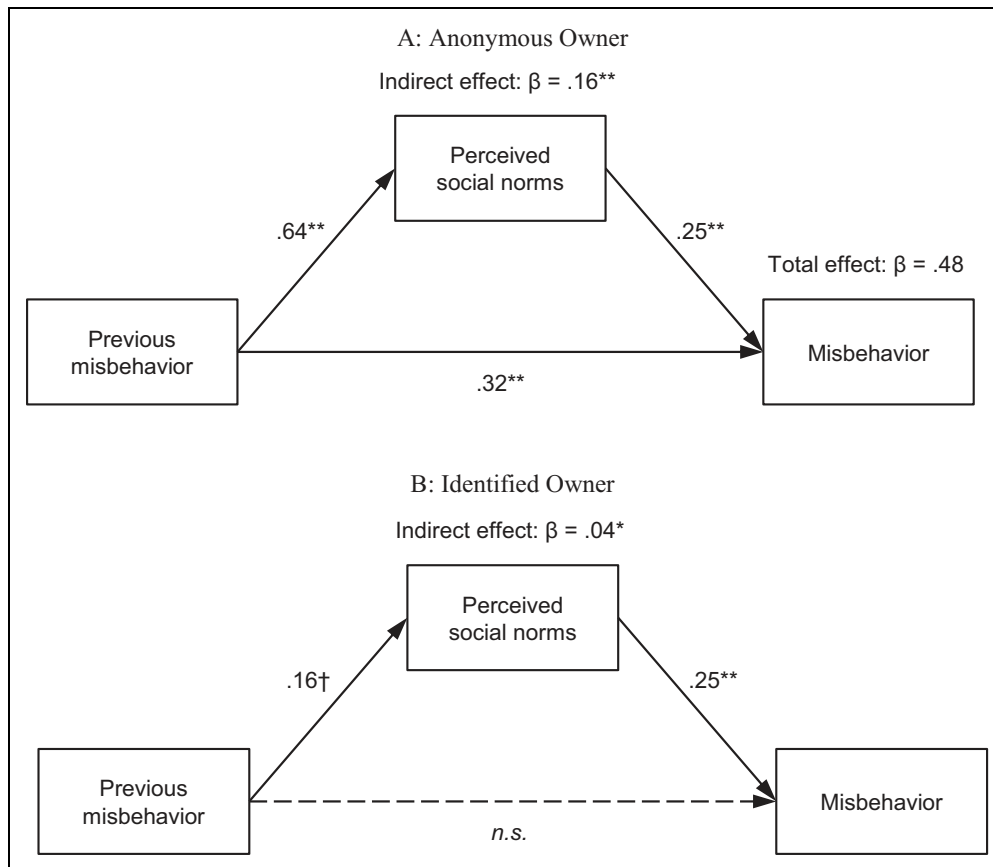 A: Anonymous Owner
Indirect effect: β = .16**
Perceived
social norms
.64**
.25**
Total effect: β = .48
Previous
misbehavior
Misbehavior
.32**
B: Identified Owner
Indirect effect: β = .04*
Perceived
social norms
.16†
.25**
Previous
misbehavior
Misbehavior
n.s.